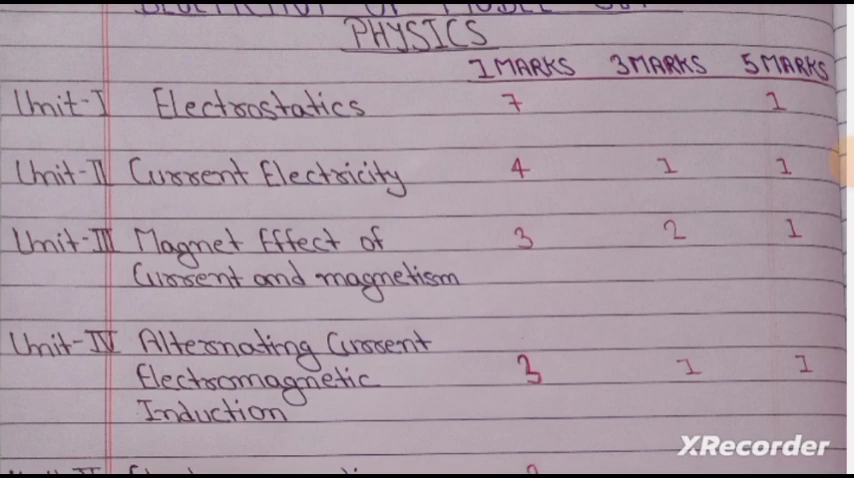 PHYSICS
1 MARKS 3 MARKS 5 MARKS
Unit-I Electrostatics 7 1
Unit-II Current Electricity 4 1 1
Unit-III Magnet Effect of 3 2 1
Current and magnetism
Unit-IV Alternating Current
Electromagnetic 3 1 1
Induction
XRecorder